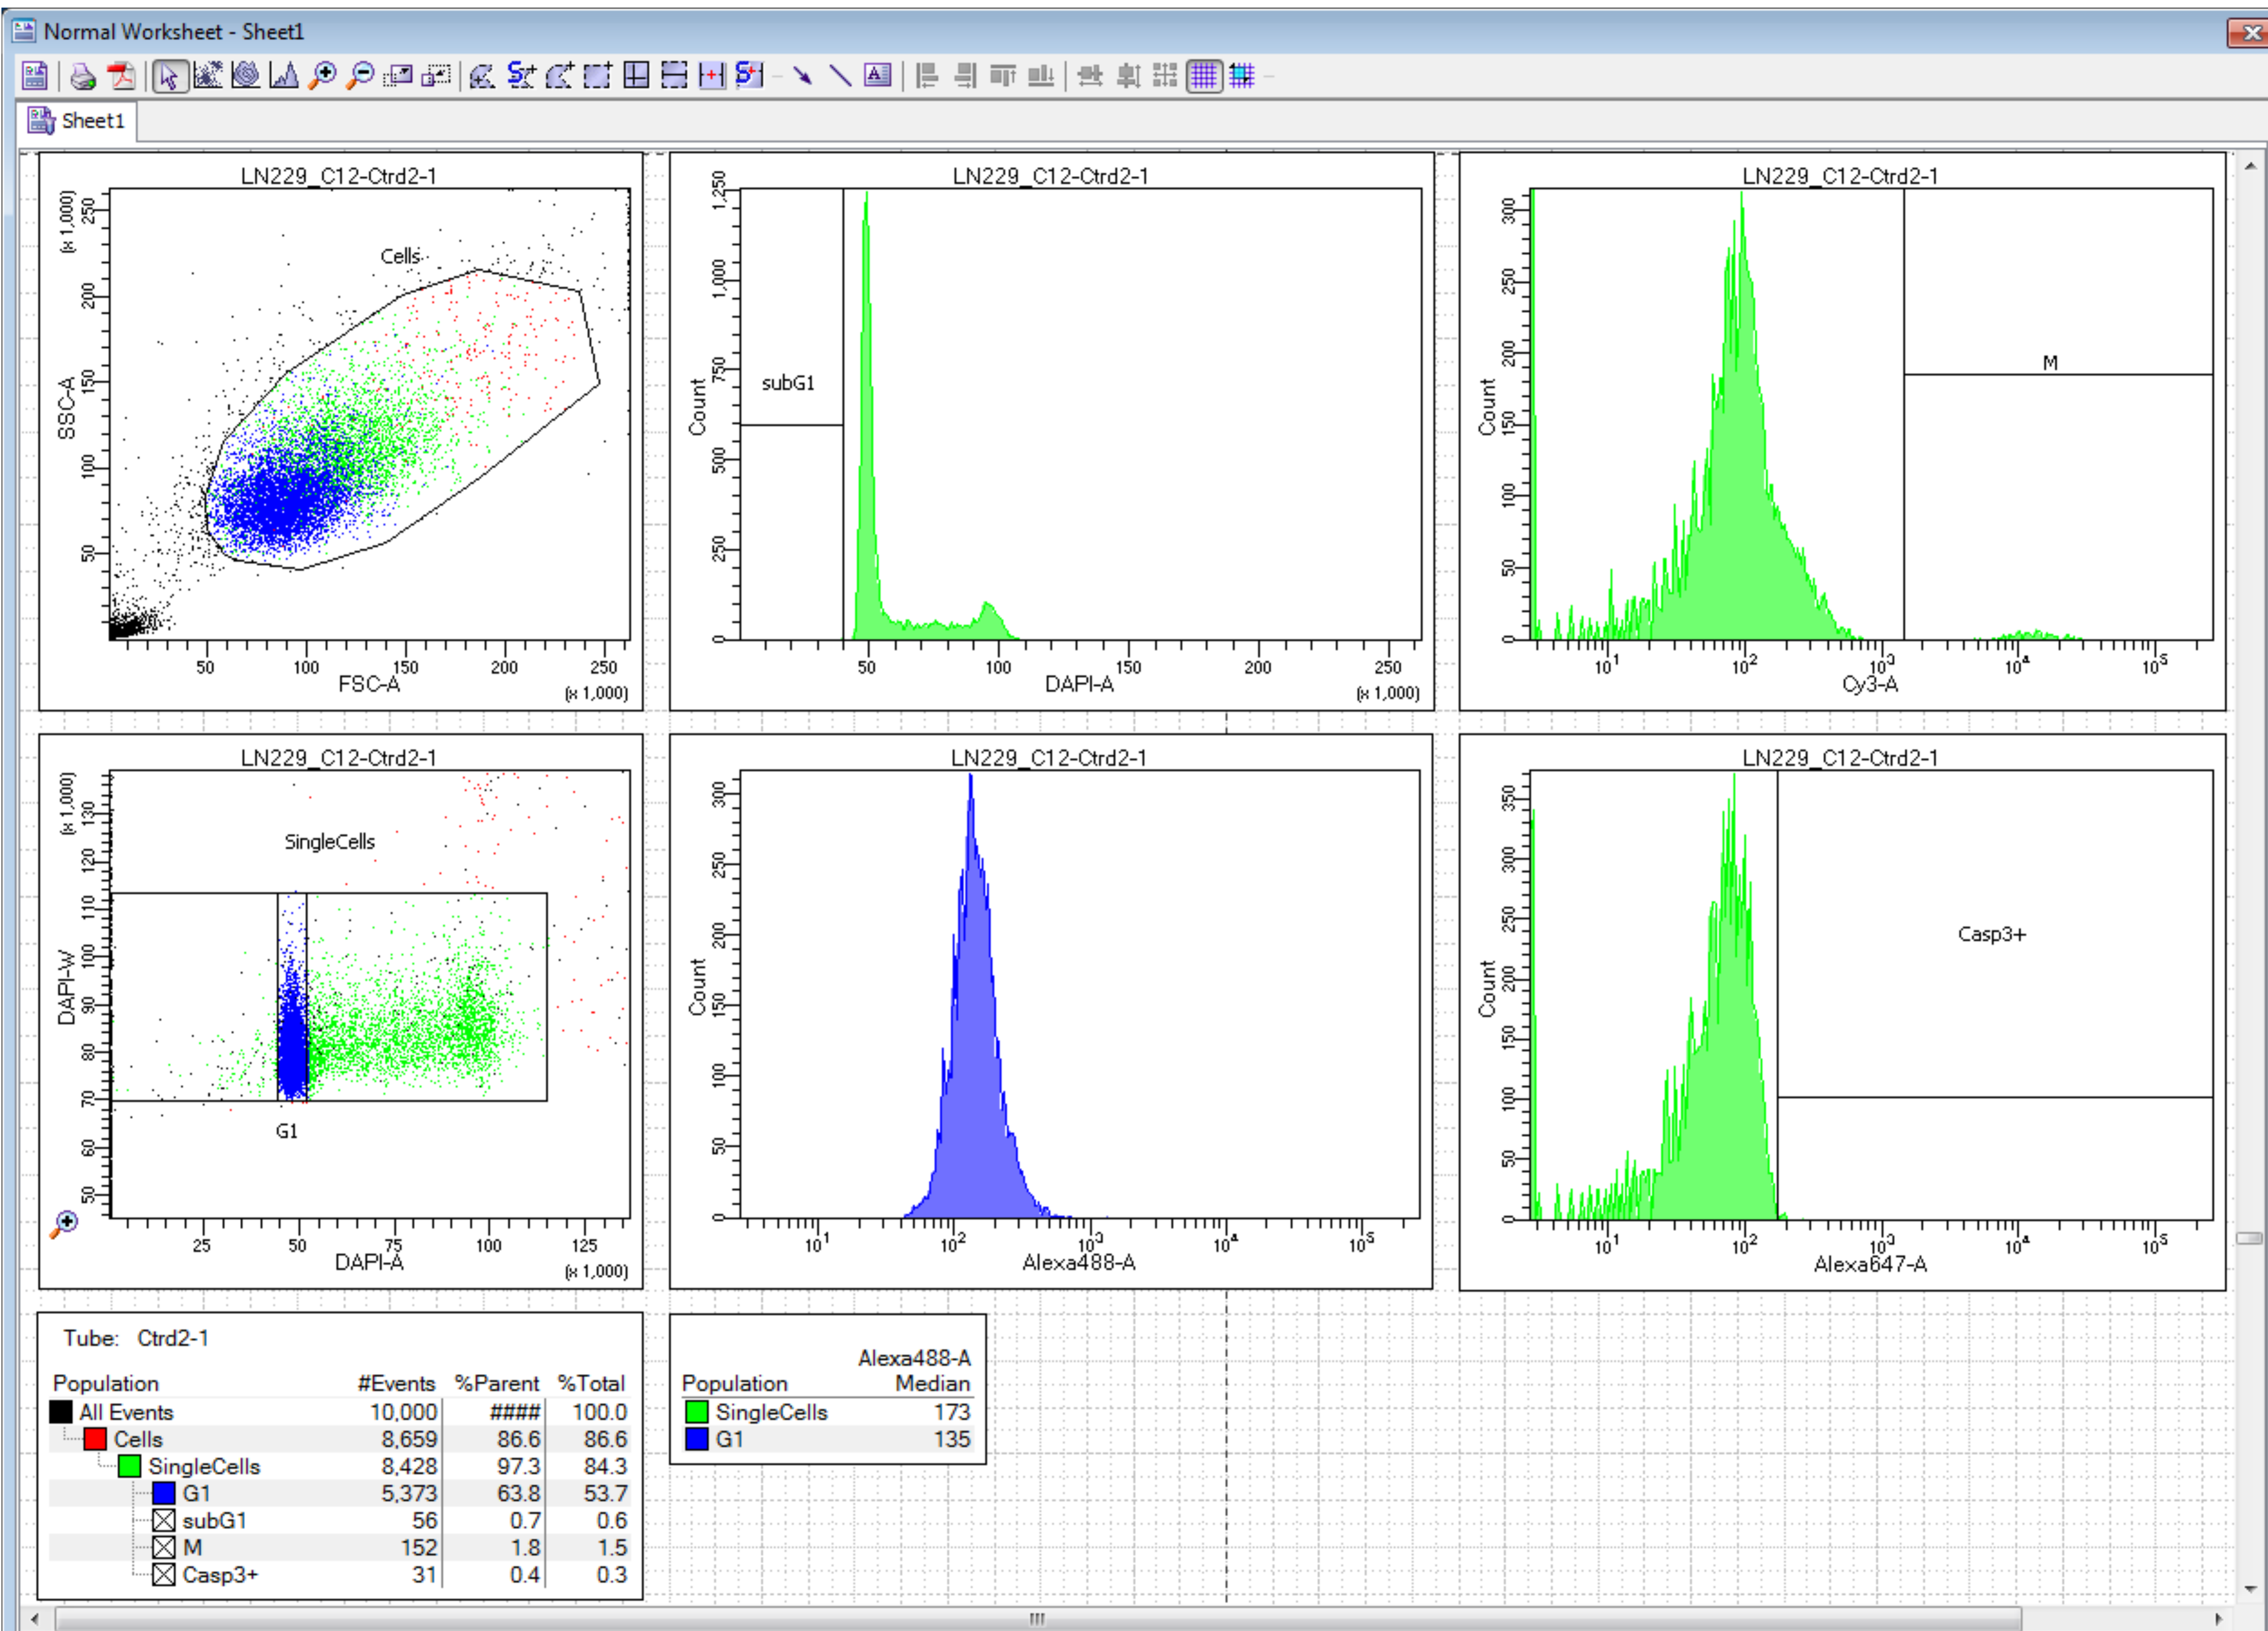 Normal Worksheet - Sheet1
Sheet1
LN229_C12-Ctrd2-1
(x 1,000)
SSC-A
50 100 150 200 250
Cells
50 100 150 200 250
FSC-A
(x 1,000)
LN229_C12-Ctrd2-1
Count
0 250 500 750 1,000 1,250
subG1
50 100 150 200 250
DAPI-A
(x 1,000)
LN229_C12-Ctrd2-1
Count
0 50 100 150 200 250 300
M
10^1 10^2 10^3 10^4 10^5
Cy3-A
LN229_C12-Ctrd2-1
(x 1,000)
DAPI-W
50 60 70 80 90 100 110 120 130
SingleCells
G1
25 50 75 100 125
DAPI-A
(x 1,000)
LN229_C12-Ctrd2-1
Count
0 50 100 150 200 250 300
10^1 10^2 10^3 10^4 10^5
Alexa488-A
LN229_C12-Ctrd2-1
Count
0 50 100 150 200 250 300 350
Casp3+
10^1 10^2 10^3 10^4 10^5
Alexa647-A
Tube: Ctrd2-1
Population #Events %Parent %Total
All Events 10,000 #### 100.0
Cells 8,659 86.6 86.6
SingleCells 8,428 97.3 84.3
G1 5,373 63.8 53.7
subG1 56 0.7 0.6
M 152 1.8 1.5
Casp3+ 31 0.4 0.3
Alexa488-A
Population Median
SingleCells 173
G1 135